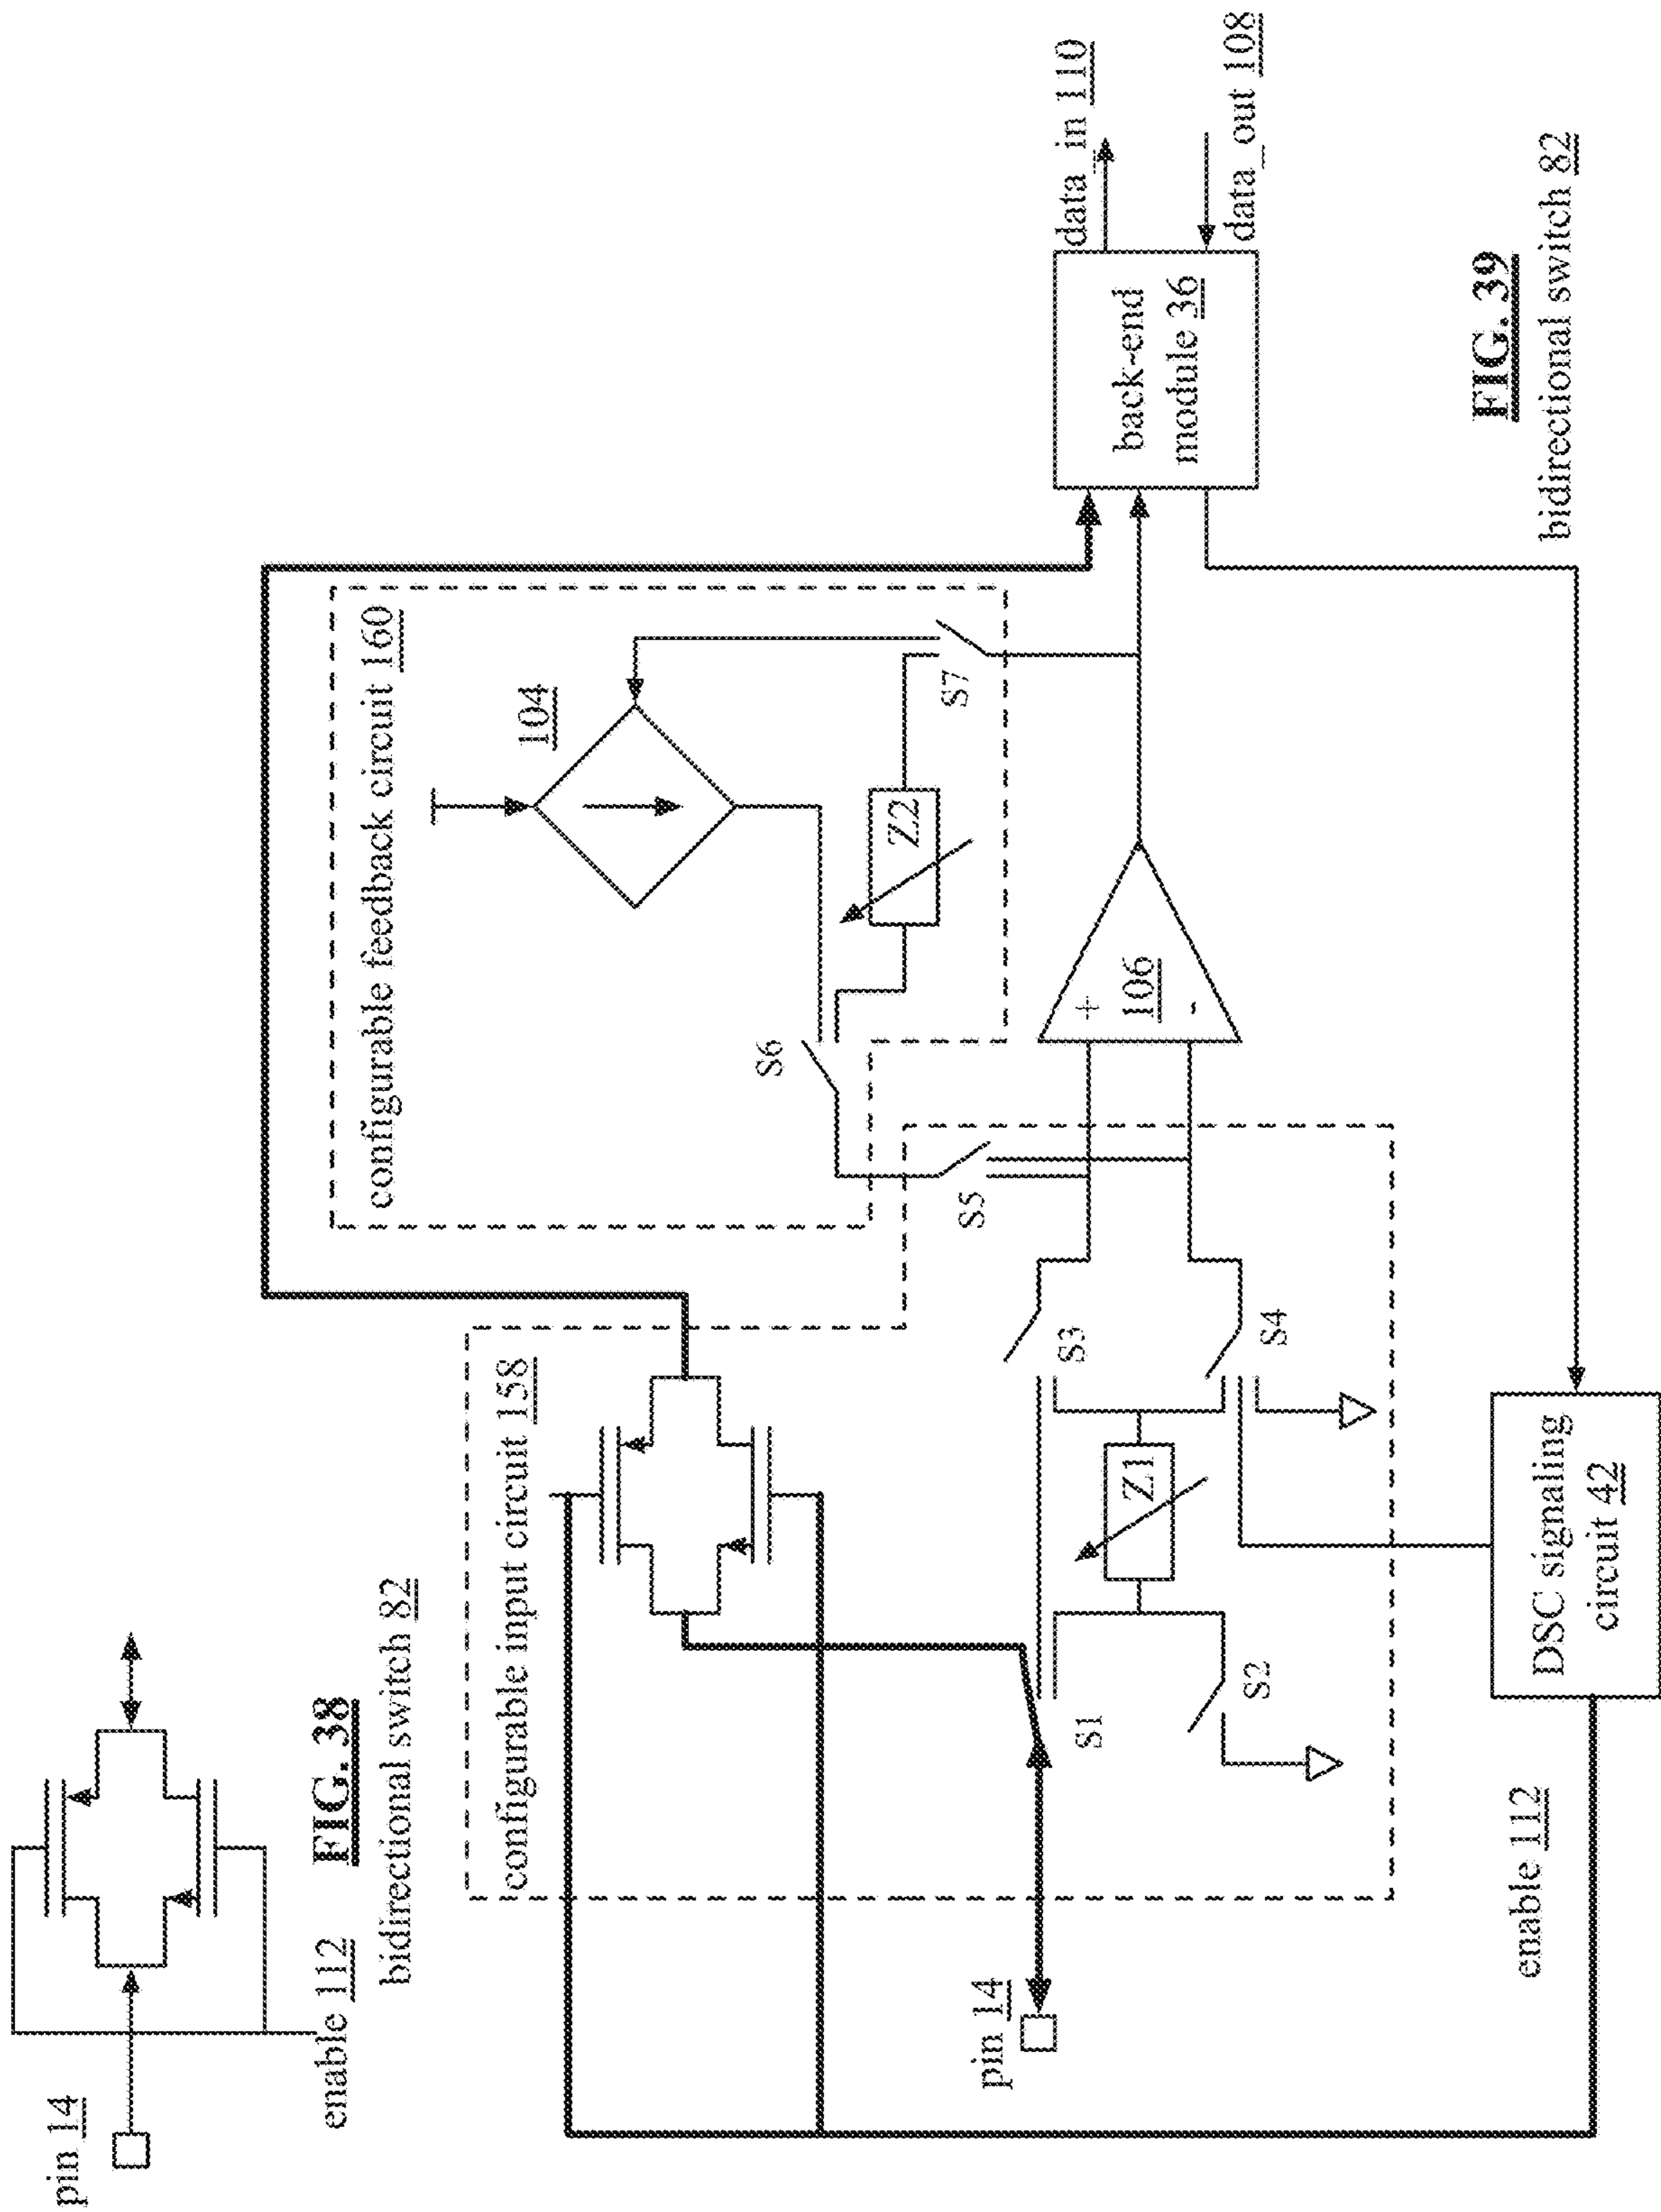 pin 14
enable 112
FIG. 38
bidirectional switch 82
configurable input circuit 158
configurable feedback circuit 160
104
S6
Z2
S7
S5
pin 14
S1
S2
Z1
S3
S4
+
106
-
back-end
module 36
data_in 110
data_out 108
enable 112
DSC signaling
circuit 42
FIG. 39
bidirectional switch 82